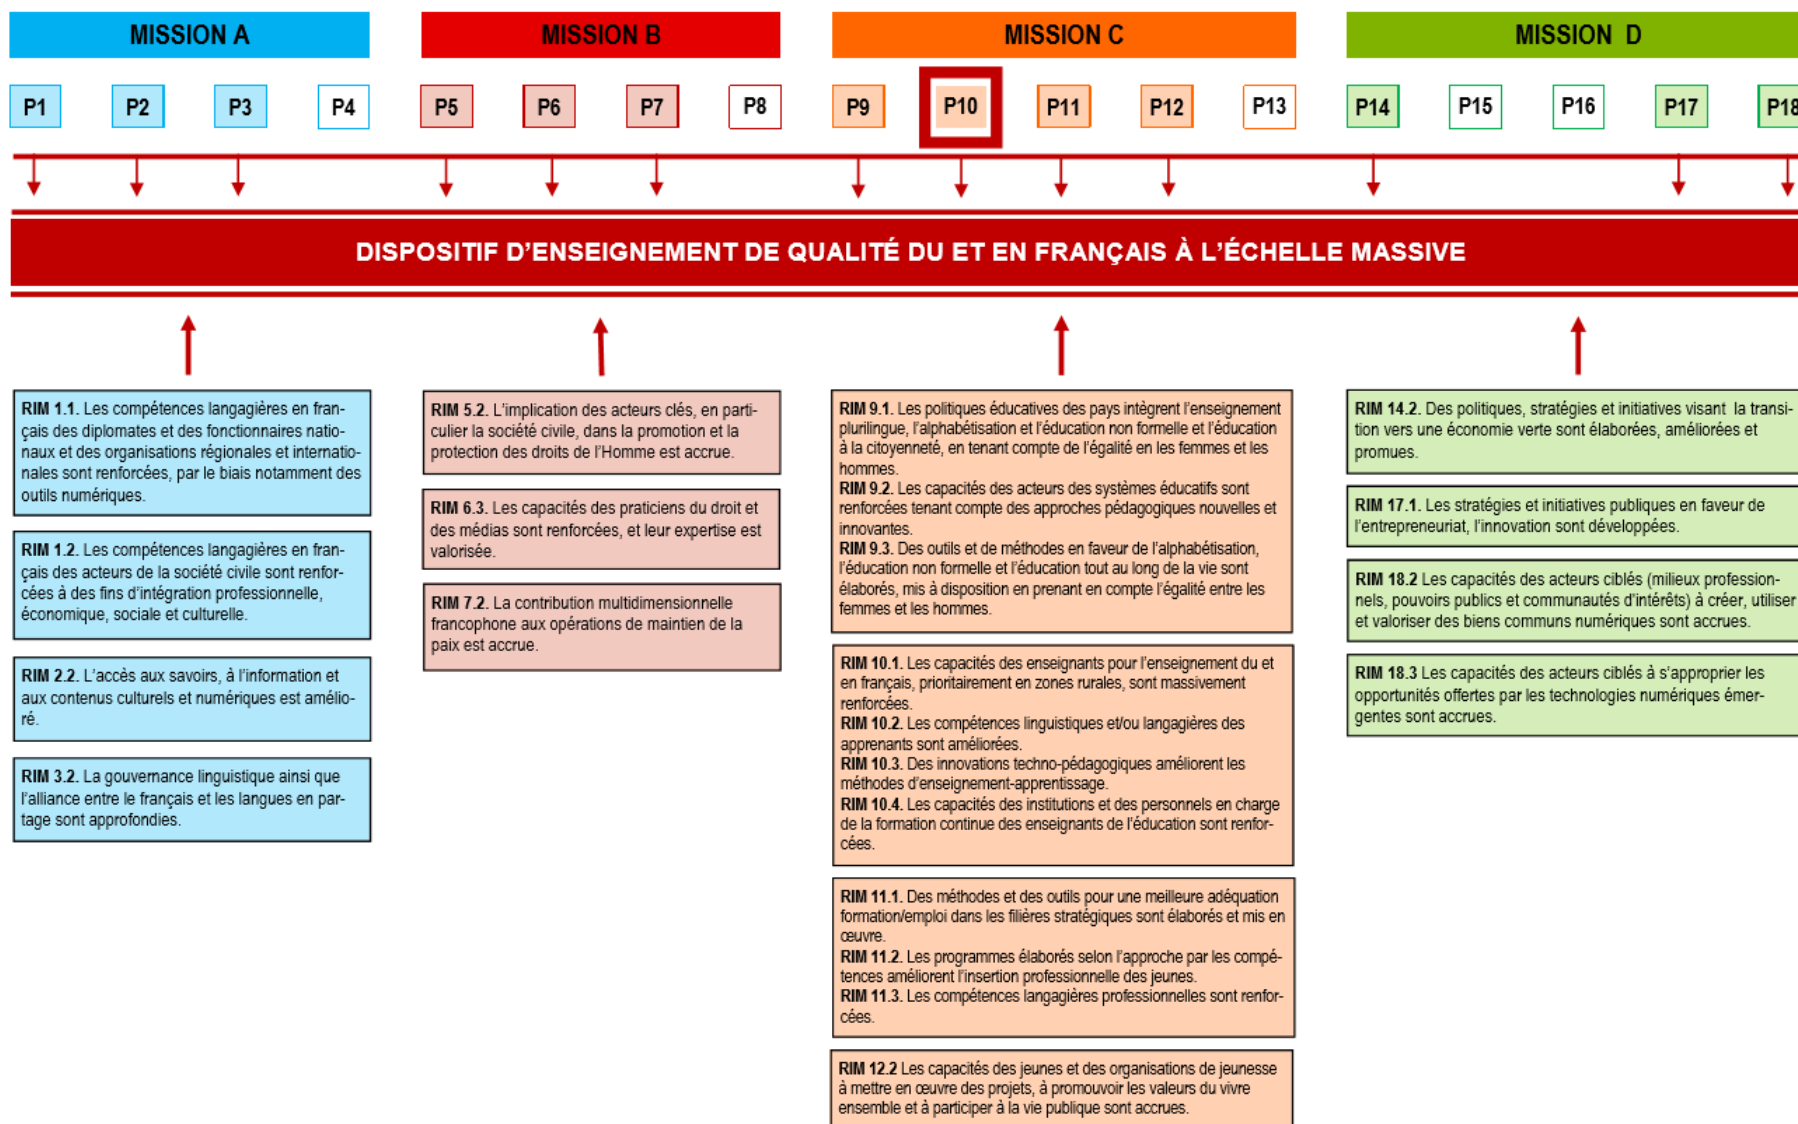 MISSION A
MISSION B
MISSION C
MISSION D
P1 P2 P3 P4 P5 P6 P7 P8 P9 P10 P11 P12 P13 P14 P15 P16 P17 P18
DISPOSITIF D'ENSEIGNEMENT DE QUALITÉ DU ET EN FRANÇAIS À L'ÉCHELLE MASSIVE
RIM 1.1. Les compétences langagières en fran-
çais des diplomates et des fonctionnaires natio-
naux et des organisations régionales et internatio-
nales sont renforcées, par le biais notamment des
outils numériques.
RIM 1.2. Les compétences langagières en fran-
çais des acteurs de la société civile sont renfor-
cées à des fins d'intégration professionnelle,
économique, sociale et culturelle.
RIM 2.2. L'accès aux savoirs, à l'information et
aux contenus culturels et numériques est amélio-
ré.
RIM 3.2. La gouvernance linguistique ainsi que
l'alliance entre le français et les langues en par-
tage sont approfondies.
RIM 5.2. L'implication des acteurs clés, en parti-
culier la société civile, dans la promotion et la
protection des droits de l'Homme est accrue.
RIM 6.3. Les capacités des praticiens du droit et
des médias sont renforcées, et leur expertise est
valorisée.
RIM 7.2. La contribution multidimensionnelle
francophone aux opérations de maintien de la
paix est accrue.
RIM 9.1. Les politiques éducatives des pays intègrent l'enseignement
plurilingue, l'alphabétisation et l'éducation non formelle et l'éducation
à la citoyenneté, en tenant compte de l'égalité en les femmes et les
hommes.
RIM 9.2. Les capacités des acteurs des systèmes éducatifs sont
renforcées tenant compte des approches pédagogiques nouvelles et
innovantes.
RIM 9.3. Des outils et de méthodes en faveur de l'alphabétisation,
l'éducation non formelle et l'éducation tout au long de la vie sont
élaborés, mis à disposition en prenant en compte l'égalité entre les
femmes et les hommes.
RIM 10.1. Les capacités des enseignants pour l'enseignement du et
en français, prioritairement en zones rurales, sont massivement
renforcées.
RIM 10.2. Les compétences linguistiques et/ou langagières des
apprenants sont améliorées.
RIM 10.3. Des innovations techno-pédagogiques améliorent les
méthodes d'enseignement-apprentissage.
RIM 10.4. Les capacités des institutions et des personnels en charge
de la formation continue des enseignants de l'éducation sont renfor-
cées.
RIM 11.1. Des méthodes et des outils pour une meilleure adéquation
formation/emploi dans les filières stratégiques sont élaborés et mis en
œuvre.
RIM 11.2. Les programmes élaborés selon l'approche par les compé-
tences améliorent l'insertion professionnelle des jeunes.
RIM 11.3. Les compétences langagières professionnelles sont renfor-
cées.
RIM 12.2 Les capacités des jeunes et des organisations de jeunesse
à mettre en œuvre des projets, à promouvoir les valeurs du vivre
ensemble et à participer à la vie publique sont accrues.
RIM 14.2. Des politiques, stratégies et initiatives visant la transi-
tion vers une économie verte sont élaborées, améliorées et
promues.
RIM 17.1. Les stratégies et initiatives publiques en faveur de
l'entrepreneuriat, l'innovation sont développées.
RIM 18.2 Les capacités des acteurs ciblés (milieux profession-
nels, pouvoirs publics et communautés d'intérêts) à créer, utiliser
et valoriser des biens communs numériques sont accrues.
RIM 18.3 Les capacités des acteurs ciblés à s'approprier les
opportunités offertes par les technologies numériques émer-
gentes sont accrues.